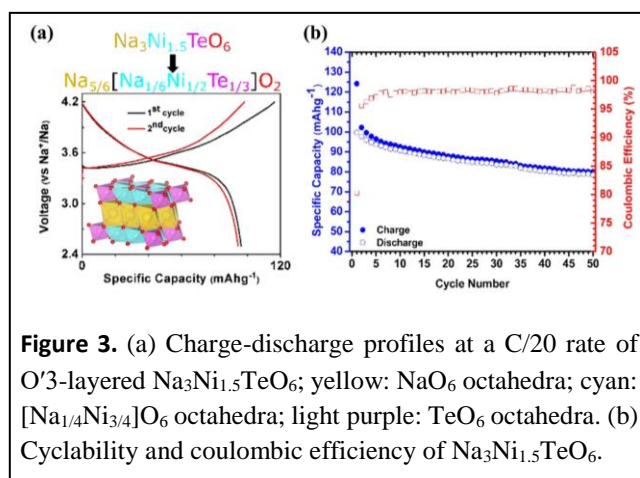 (a)
Na₃Ni₁.₅TeO₆
Na₅/₆[Na₁/₆Ni₁/₂Te₁/₃]O₂
4.2
3.6
3.0
2.4
Voltage (vs Na⁺/Na)
1ˢᵗ cycle
2ⁿᵈ cycle
0
120
Specific Capacity (mAhg⁻¹)
(b)
140
130
120
110
100
90
80
70
60
50
40
Specific Capacity (mAhg⁻¹)
Charge
Discharge
0 5 10 15 20 25 30 35 40 45 50
Cycle Number
105
100
95
90
85
80
75
70
Coulombic Efficiency (%)
Figure 3. (a) Charge-discharge profiles at a C/20 rate of
O′3-layered Na₃Ni₁.₅TeO₆; yellow: NaO₆ octahedra; cyan:
[Na₁/₄Ni₃/₄]O₆ octahedra; light purple: TeO₆ octahedra. (b)
Cyclability and coulombic efficiency of Na₃Ni₁.₅TeO₆.